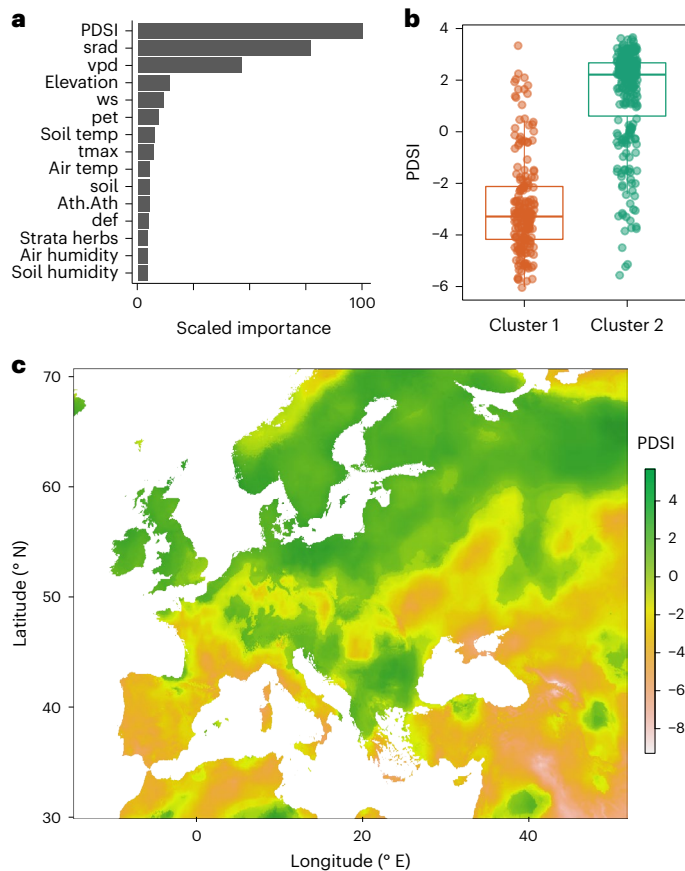 a
PDSI
srad
vpd
Elevation
ws
pet
Soil temp
tmax
Air temp
soil
Ath.Ath
def
Strata herbs
Air humidity
Soil humidity
0 100
Scaled importance
b
4
2
0
−2
−4
−6
PDSI
Cluster 1 Cluster 2
c
70
60
50
40
30
Latitude (° N)
0 20 40
Longitude (° E)
PDSI
4
2
0
−2
−4
−6
−8